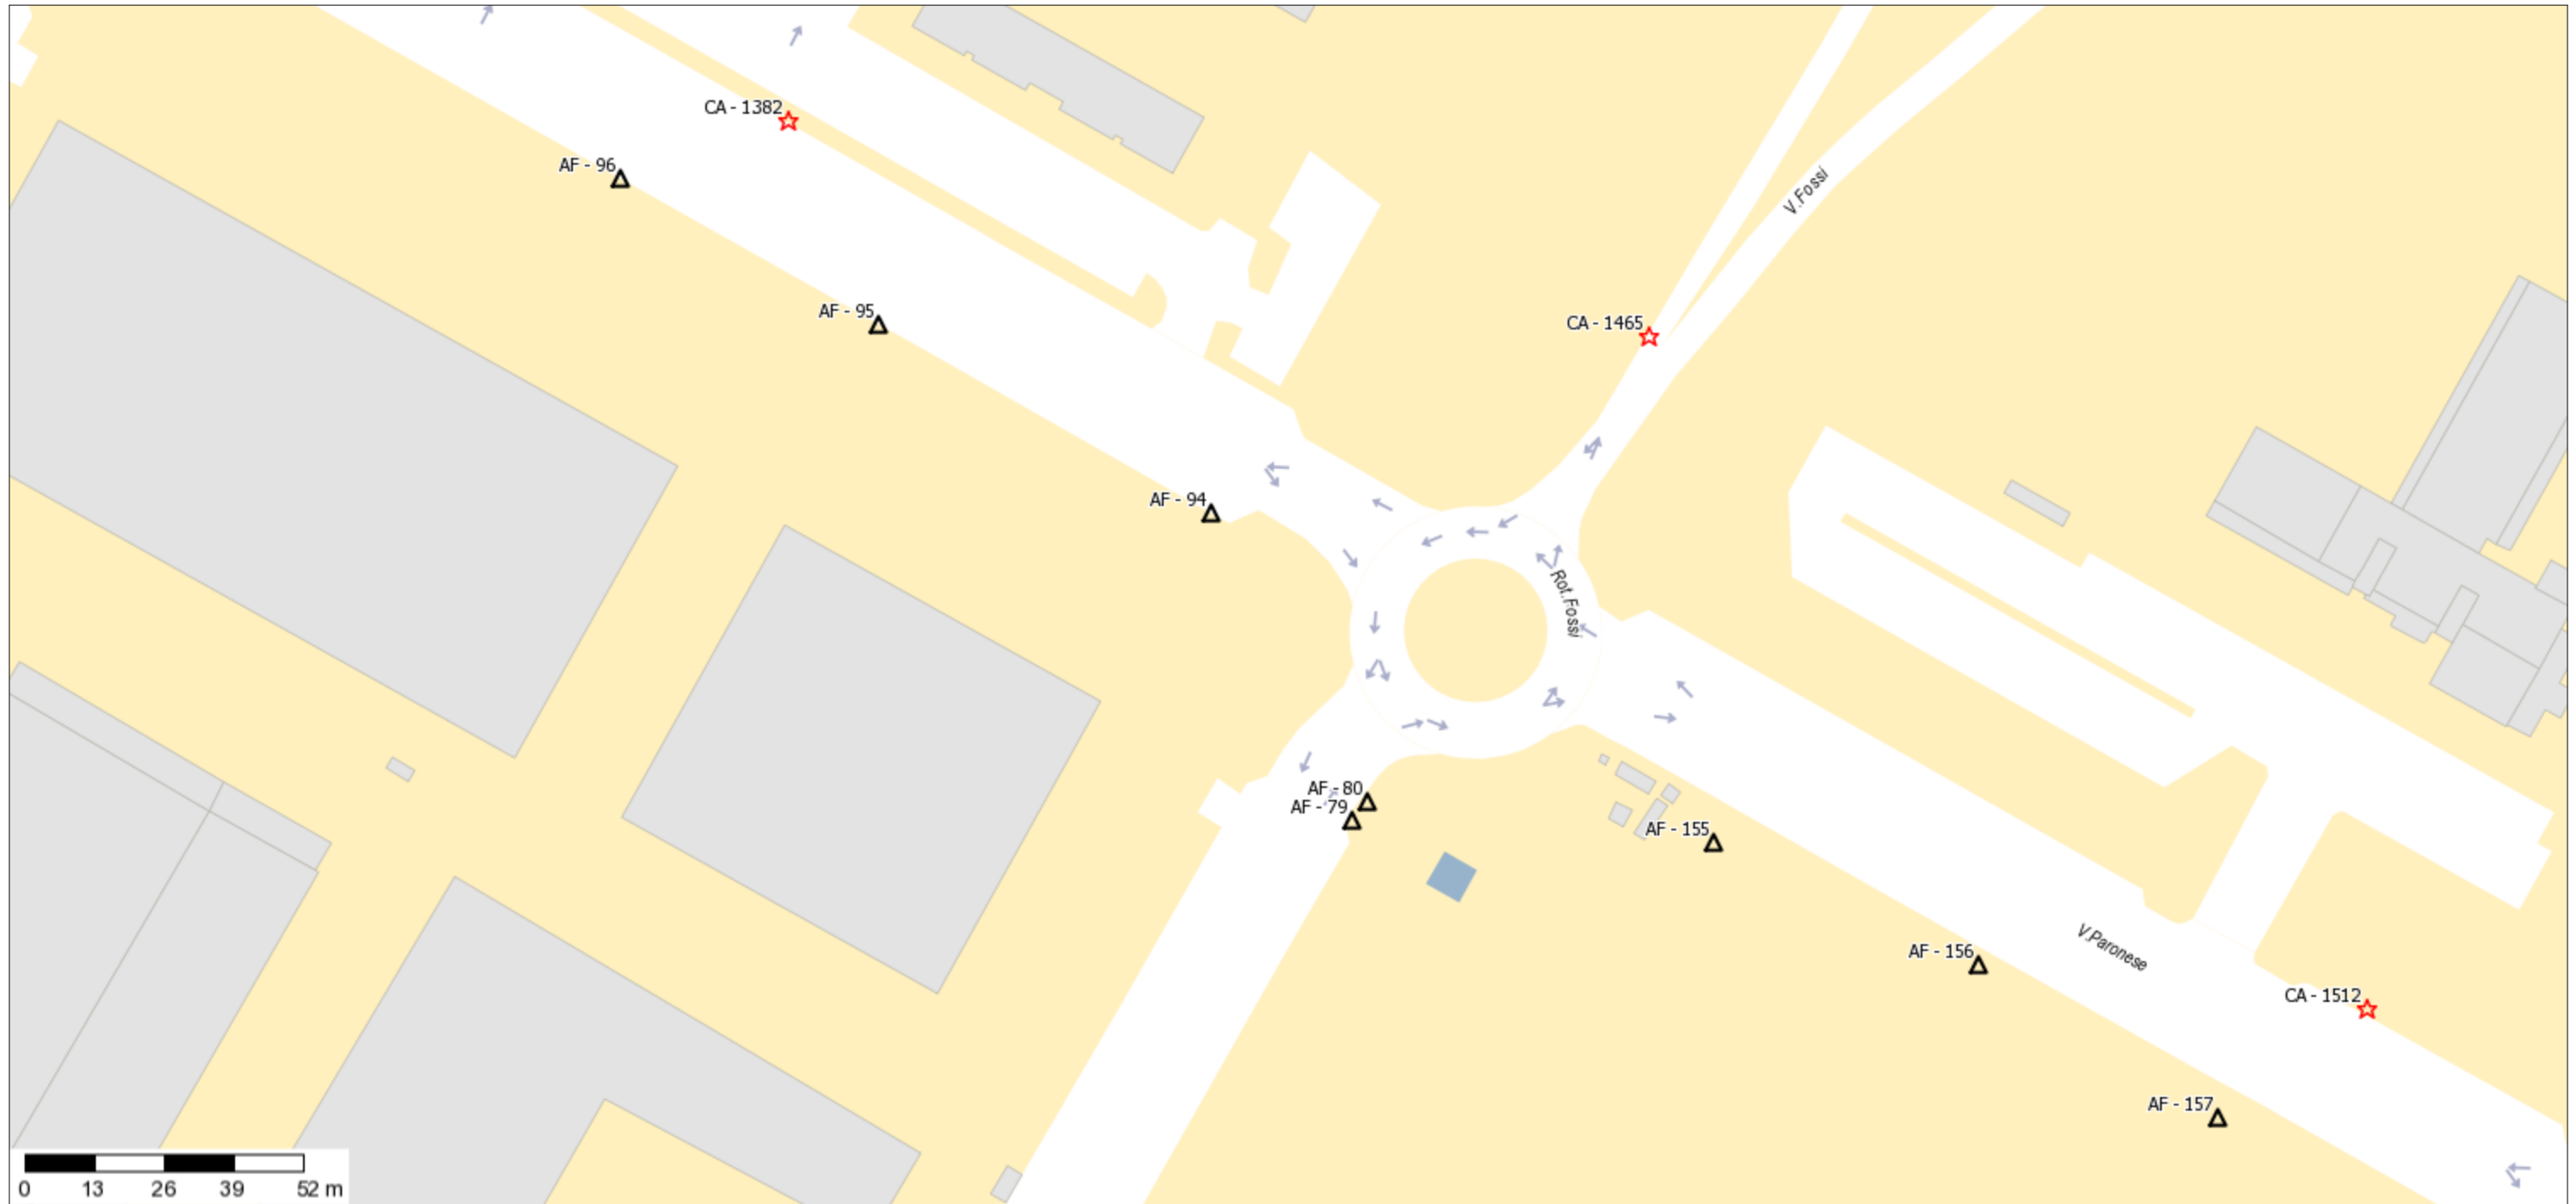 CA - 1382
AF - 96
V.Fossi
AF - 95
CA - 1465
AF - 94
Rot.Fossi
AF - 80
AF - 79
AF - 155
V.Paronese
AF - 156
CA - 1512
AF - 157
0 13 26 39 52 m